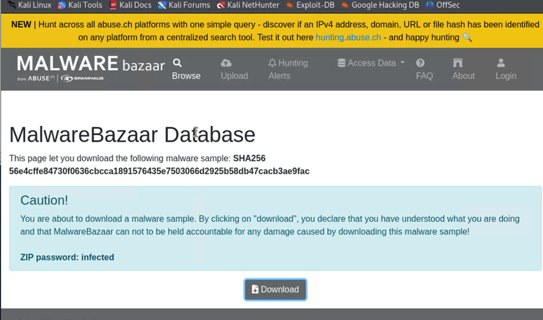 Kali Linux Kali Tools Kali Docs Kali Forums Kali NetHunter Exploit-DB Google Hacking DB OffSec
NEW | Hunt across all abuse.ch platforms with one simple query - discover if an IPv4 address, domain, URL or file hash has been identified
on any platform from a centralized search tool. Test it out here hunting.abuse.ch - and happy hunting
MALWARE bazaar
from ABUSE.ch | SPAMHAUS
Browse
Upload
Hunting
Alerts
Access Data
FAQ
About
Login
MalwareBazaar Database
This page let you download the following malware sample: SHA256
56e4cffe84730f0636cbcca1891576435e7503066d2925b58db47cacb3ae9fac
Caution!
You are about to download a malware sample. By clicking on "download", you declare that you have understood what you are doing
and that MalwareBazaar can not to be held accountable for any damage caused by downloading this malware sample!
ZIP password: infected
Download